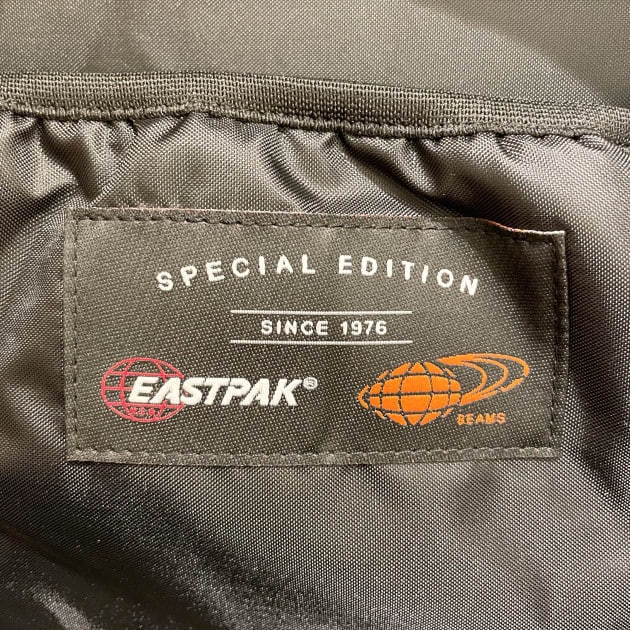 SPECIAL EDITION
SINCE 1976
EASTPAK®
U.S.A.
BEAMS